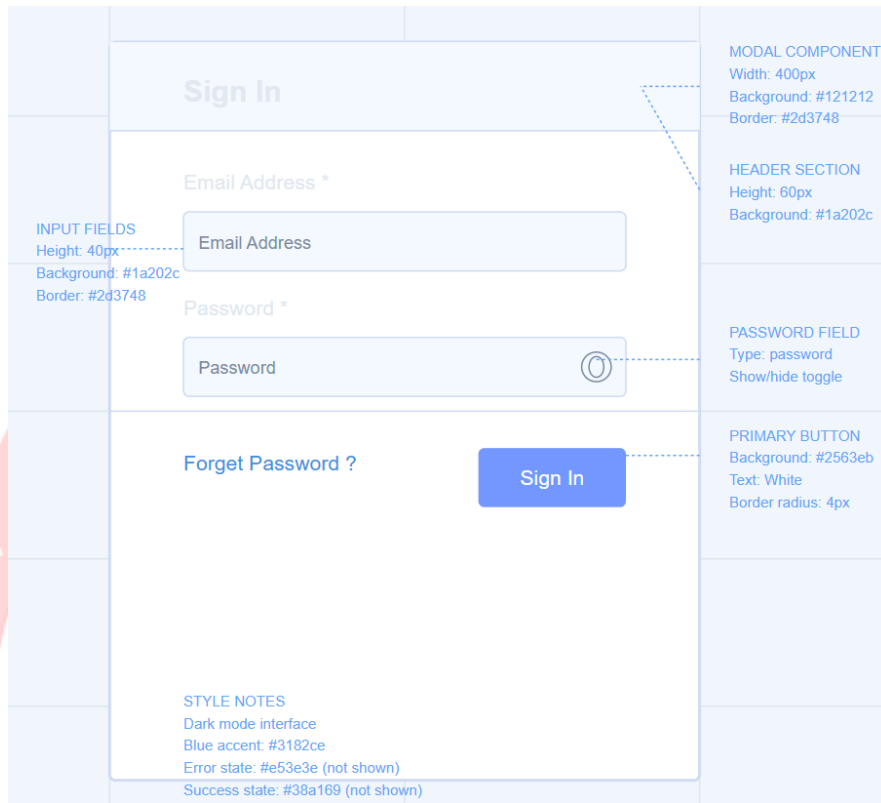 Sign In
Email Address *
Email Address
Password *
Password
Forget Password ?
Sign In
INPUT FIELDS
Height: 40px
Background: #1a202c
Border: #2d3748
MODAL COMPONENT
Width: 400px
Background: #121212
Border: #2d3748
HEADER SECTION
Height: 60px
Background: #1a202c
PASSWORD FIELD
Type: password
Show/hide toggle
PRIMARY BUTTON
Background: #2563eb
Text: White
Border radius: 4px
STYLE NOTES
Dark mode interface
Blue accent: #3182ce
Error state: #e53e3e (not shown)
Success state: #38a169 (not shown)